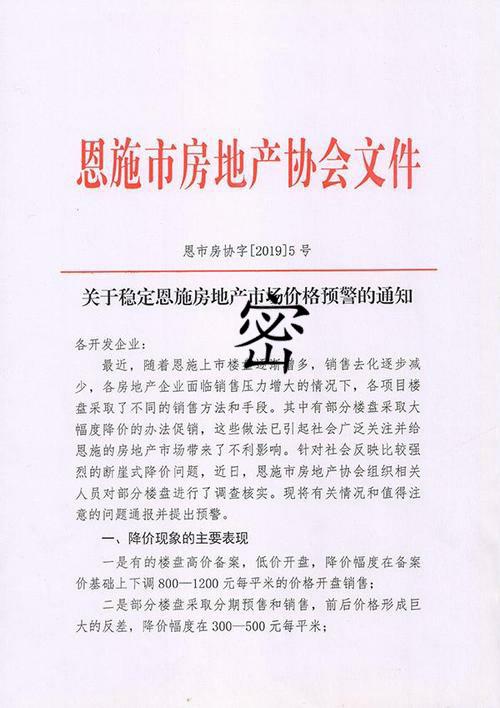 恩施市房地产协会文件
恩市房协字[2019]5号
关于稳定恩施房地产市场价格预警的通知
密
各开发企业：
最近，随着恩施上市楼盘逐渐增多，销售去化逐步减
少，各房地产企业面临销售压力增大的情况下，各项目楼
盘采取了不同的销售方法和手段。其中有部分楼盘采取大
幅度降价的办法促销，这些做法已引起社会广泛关注并给
恩施的房地产市场带来了不利影响。针对社会反映比较强
烈的断崖式降价问题，近日，恩施市房地产协会组织相关
人员对部分楼盘进行了调查核实。现将有关情况和值得注
意的问题通报并提出预警。
一、降价现象的主要表现
一是有的楼盘高价备案，低价开盘，降价幅度在备案
价基础上下调800—1200元每平米的价格开盘销售；
二是部分楼盘采取分期预售和销售，前后价格形成巨
大的反差，降价幅度在300—500元每平米；